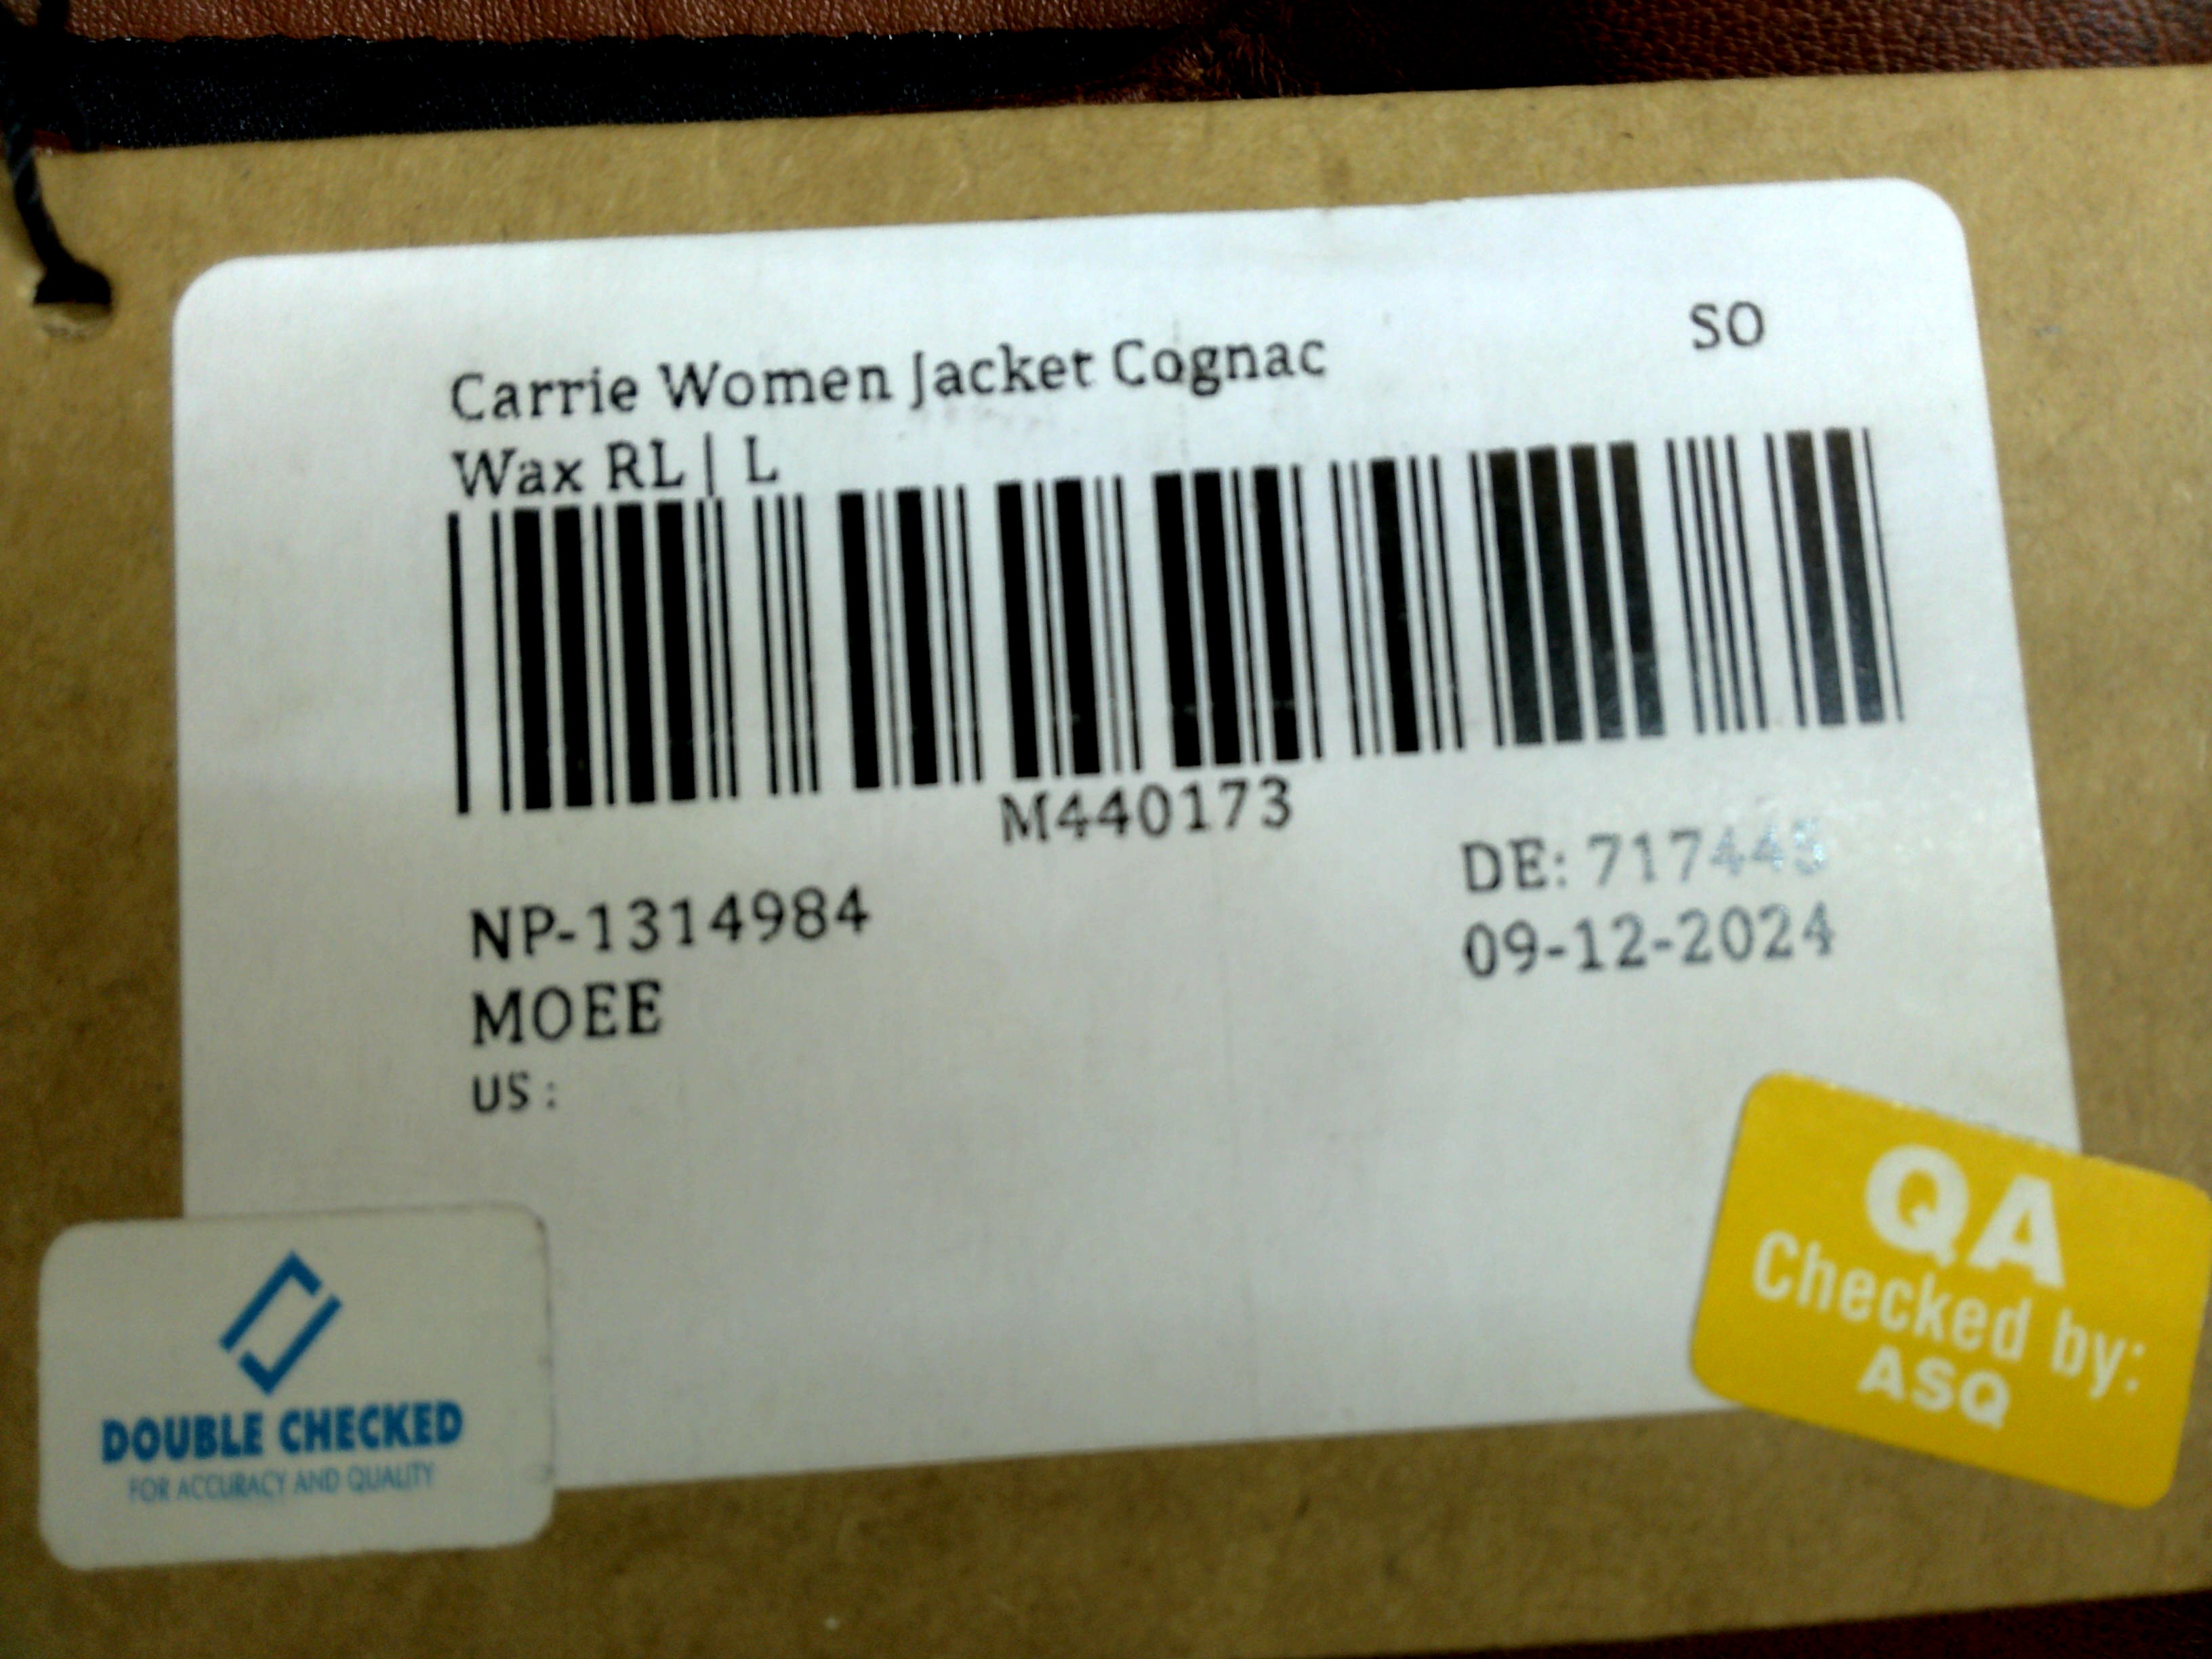 Carrie Women Jacket Cognac
SO
Wax RL | L
M440173
DE: 717445
NP-1314984
09-12-2024
MOEE
US :
QA
Checked by:
ASQ
DOUBLE CHECKED
FOR ACCURACY AND QUALITY